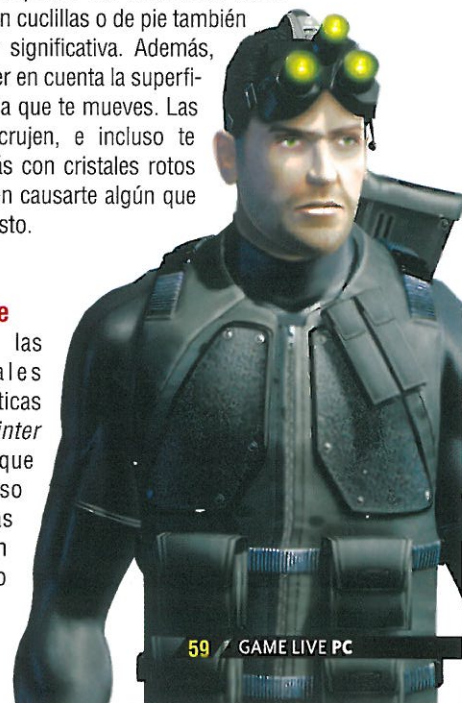 n cuclillas o de pie también
significativa. Además,
er en cuenta la superfi-
a que te mueves. Las
crujen, e incluso te
ás con cristales rotos
en causarte algún que
sto.
e
las
ales
ticas
inter
que
so
as
n
o
59 / GAME LIVE PC